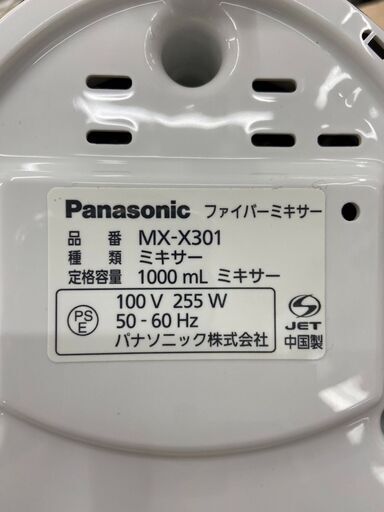 Panasonic ファイバーミキサー
品 番 MX-X301
種 類 ミキサー
定格容量 1000 mL ミキサー
PS
E
100 V 255 W
50 - 60 Hz
パナソニック株式会社
JET
中国製